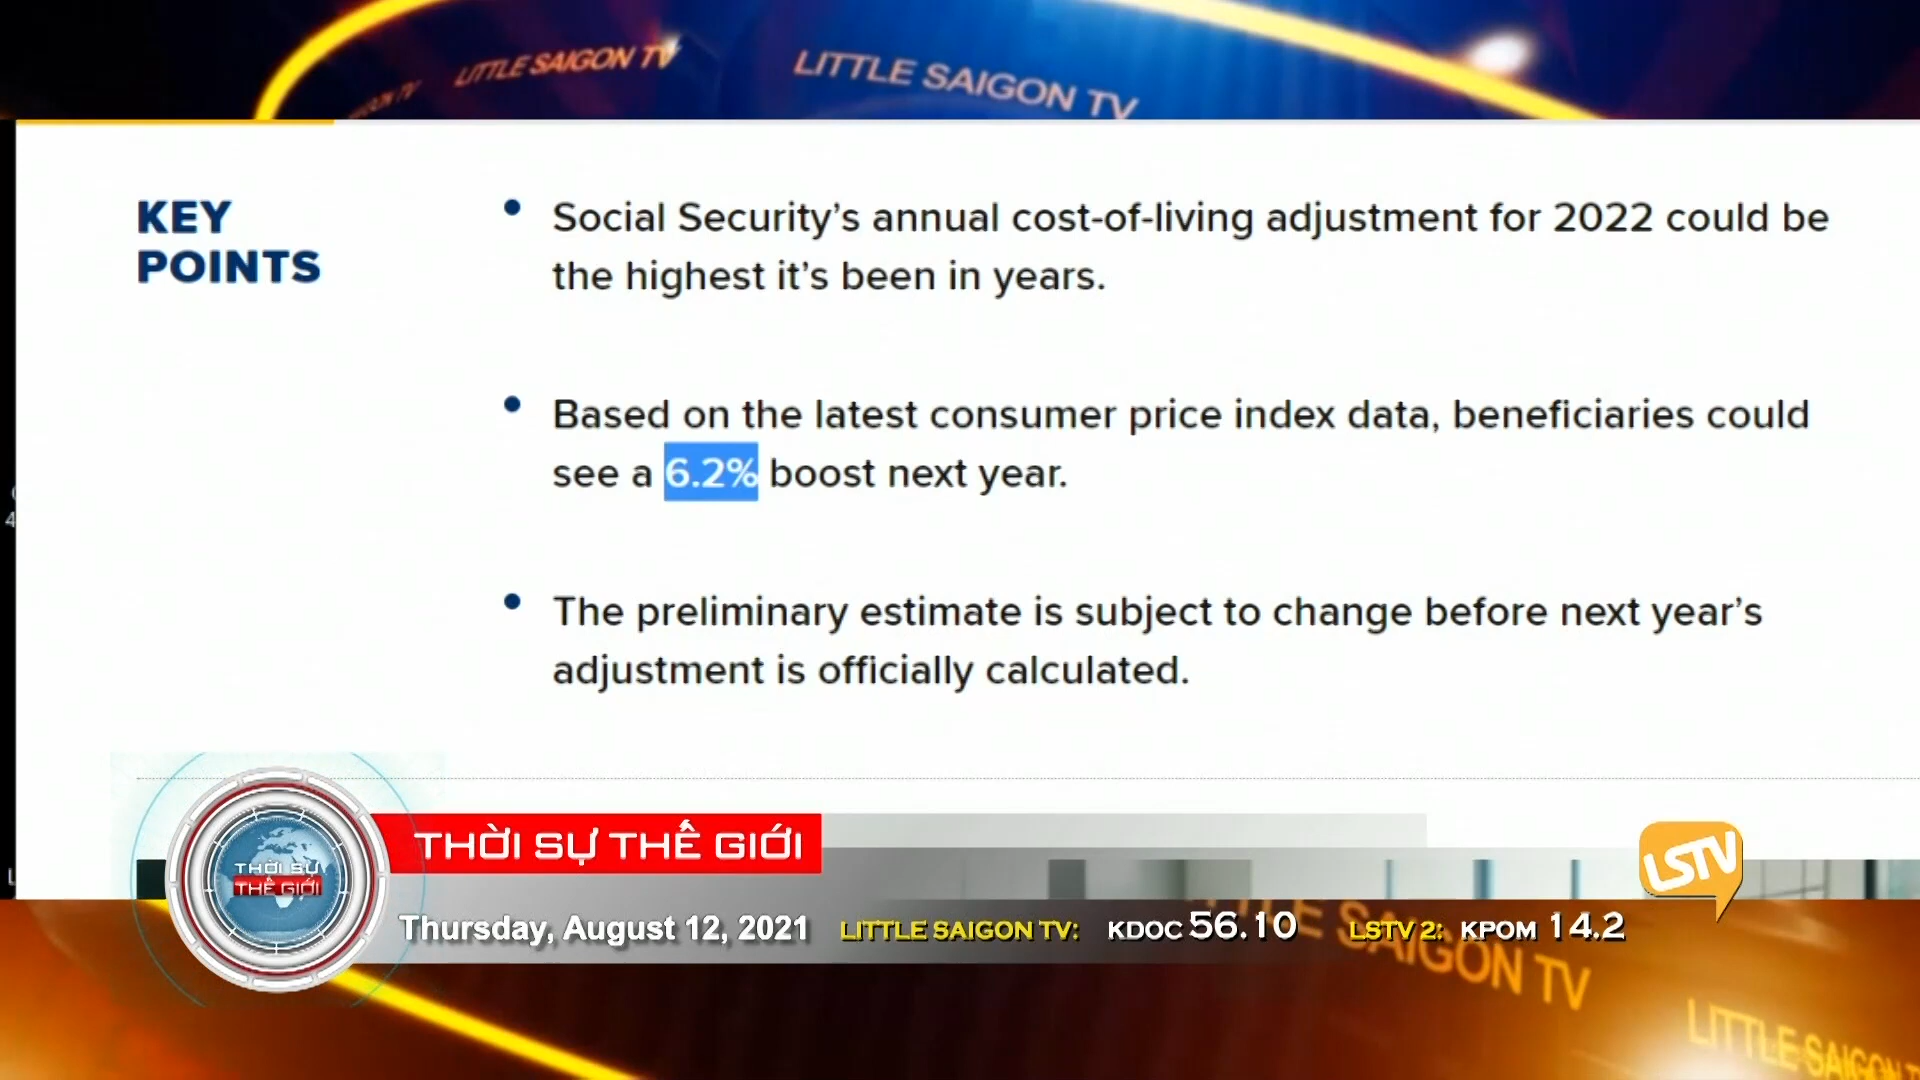 LITTLE SAIGON TV
LITTLE SAIGON TV
KEY
POINTS
• Social Security’s annual cost-of-living adjustment for 2022 could be
the highest it’s been in years.
• Based on the latest consumer price index data, beneficiaries could
see a 6.2% boost next year.
• The preliminary estimate is subject to change before next year’s
adjustment is officially calculated.
THỜI SỰ THẾ GIỚI
THỜI SỰ
THẾ GIỚI
LSTV
Thursday, August 12, 2021 LITTLE SAIGON TV: KDOC 56.10 LSTV 2: KPOM 14.2
SAIGON TV
LITTLE SAIGON